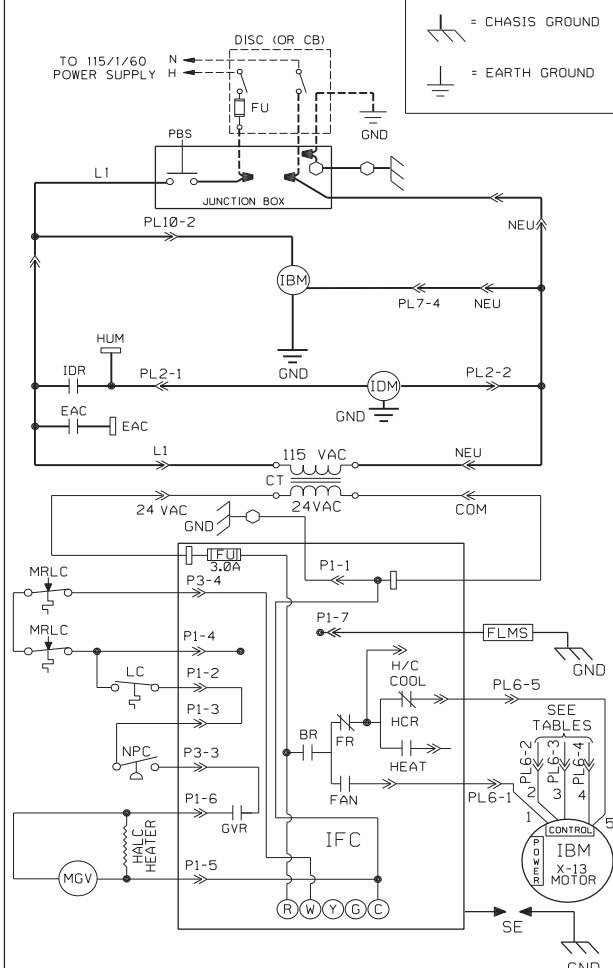 = CHASIS GROUND
= EARTH GROUND
DISC (OR CB)
TO 115/1/60 N
POWER SUPPLY H
FU
GND
PBS
L1
JUNCTION BOX
NEU
PL10-2
IBM
PL7-4 NEU
HUM
GND
IDR PL2-1 IDM PL2-2
GND
EAC
EAC
L1 115 VAC NEU
CT
24 VAC 24VAC COM
GND
FU
3.0A
P1-1
MRLC
P3-4
P1-7
MRLC
P1-4
FLMS
GND
LC P1-2
H/C
COOL
PL6-5
P1-3
SEE
TABLES
BR FR HCR
NPC P3-3
HEAT
PL6-2 PL6-3 PL6-4
P1-6
FAN
PL6-1
2 3 4
1 5
GVR
HALC
HEATER
IFC
CONTROL
POWER
IBM
X-13
MOTOR
MGV
P1-5
R W Y G C
SE
GND